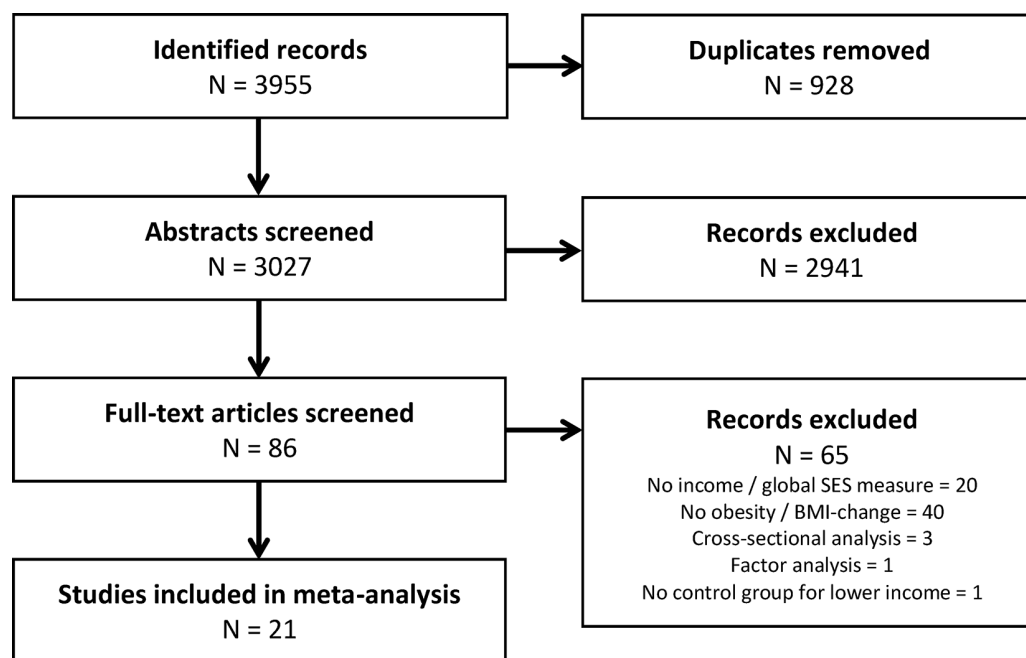 Identified records
N = 3955
Duplicates removed
N = 928
Abstracts screened
N = 3027
Records excluded
N = 2941
Full-text articles screened
N = 86
Records excluded
N = 65
No income / global SES measure = 20
No obesity / BMI-change = 40
Cross-sectional analysis = 3
Factor analysis = 1
No control group for lower income = 1
Studies included in meta-analysis
N = 21